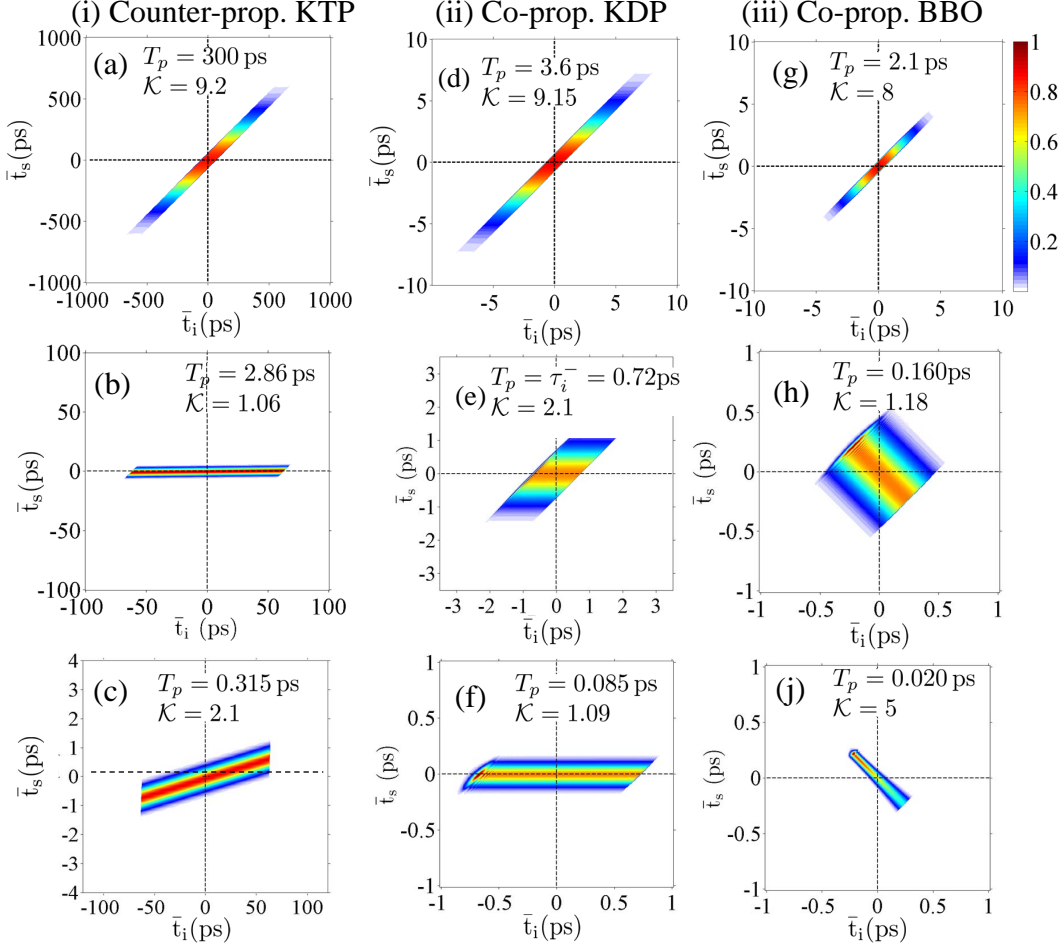 (i) Counter-prop. KTP
(ii) Co-prop. KDP
(iii) Co-prop. BBO
(a)
T_p = 300 ps
𝒦 = 9.2
1000
500
0
-500
-1000
-1000 -500 0 500 1000
t̄_s (ps)
t̄_i (ps)
(d)
T_p = 3.6 ps
𝒦 = 9.15
10
5
0
-5
-10
-5 0 5 10
t̄_s (ps)
t̄_i (ps)
(g)
T_p = 2.1 ps
𝒦 = 8
10
5
0
-5
-10
-10 -5 0 5 10
t̄_s (ps)
t̄_i (ps)
1
0.8
0.6
0.4
0.2
(b)
T_p = 2.86 ps
𝒦 = 1.06
100
50
0
-50
-100
-100 -50 0 50 100
t̄_s (ps)
t̄_i (ps)
(e)
T_p = τ_i^- = 0.72ps
𝒦 = 2.1
3
2
1
0
-1
-2
-3
-3 -2 -1 0 1 2 3
t̄_s (ps)
t̄_i (ps)
(h)
T_p = 0.160 ps
𝒦 = 1.18
1
0.5
0
-0.5
-1
-1 -0.5 0 0.5 1
t̄_s (ps)
t̄_i (ps)
(c)
T_p = 0.315 ps
𝒦 = 2.1
4
3
2
1
0
-1
-2
-3
-4
-100 -50 0 50 100
t̄_s (ps)
t̄_i (ps)
(f)
T_p = 0.085 ps
𝒦 = 1.09
1
0.5
0
-0.5
-1
-1 -0.5 0 0.5 1
t̄_s (ps)
t̄_i (ps)
(j)
T_p = 0.020 ps
𝒦 = 5
1
0.5
0
-0.5
-1
-1 -0.5 0 0.5 1
t̄_s (ps)
t̄_i (ps)